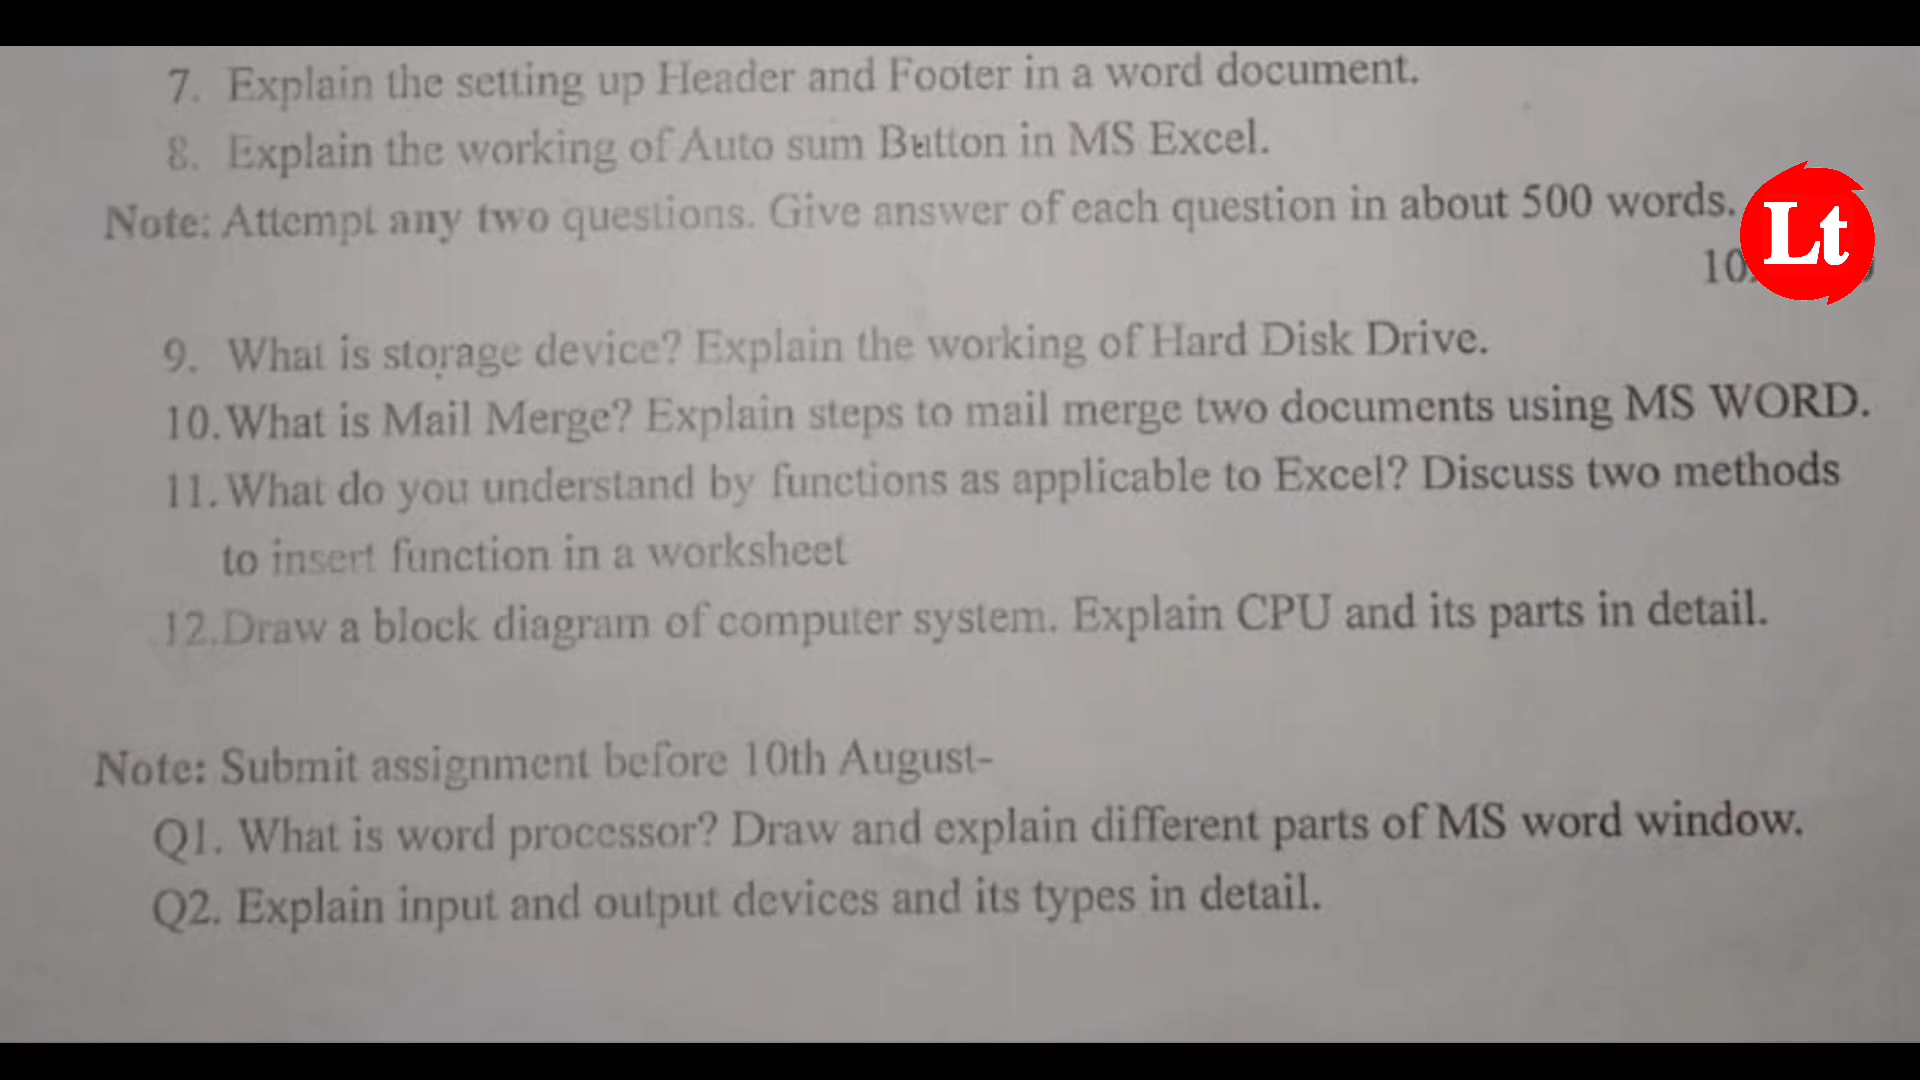 7. Explain the setting up Header and Footer in a word document.
8. Explain the working of Auto sum Button in MS Excel.
Note: Attempt any two questions. Give answer of each question in about 500 words.
Lt
10
9. What is storage device? Explain the working of Hard Disk Drive.
10. What is Mail Merge? Explain steps to mail merge two documents using MS WORD.
11. What do you understand by functions as applicable to Excel? Discuss two methods
to insert function in a worksheet
12. Draw a block diagram of computer system. Explain CPU and its parts in detail.
Note: Submit assignment before 10th August-
Q1. What is word processor? Draw and explain different parts of MS word window.
Q2. Explain input and output devices and its types in detail.